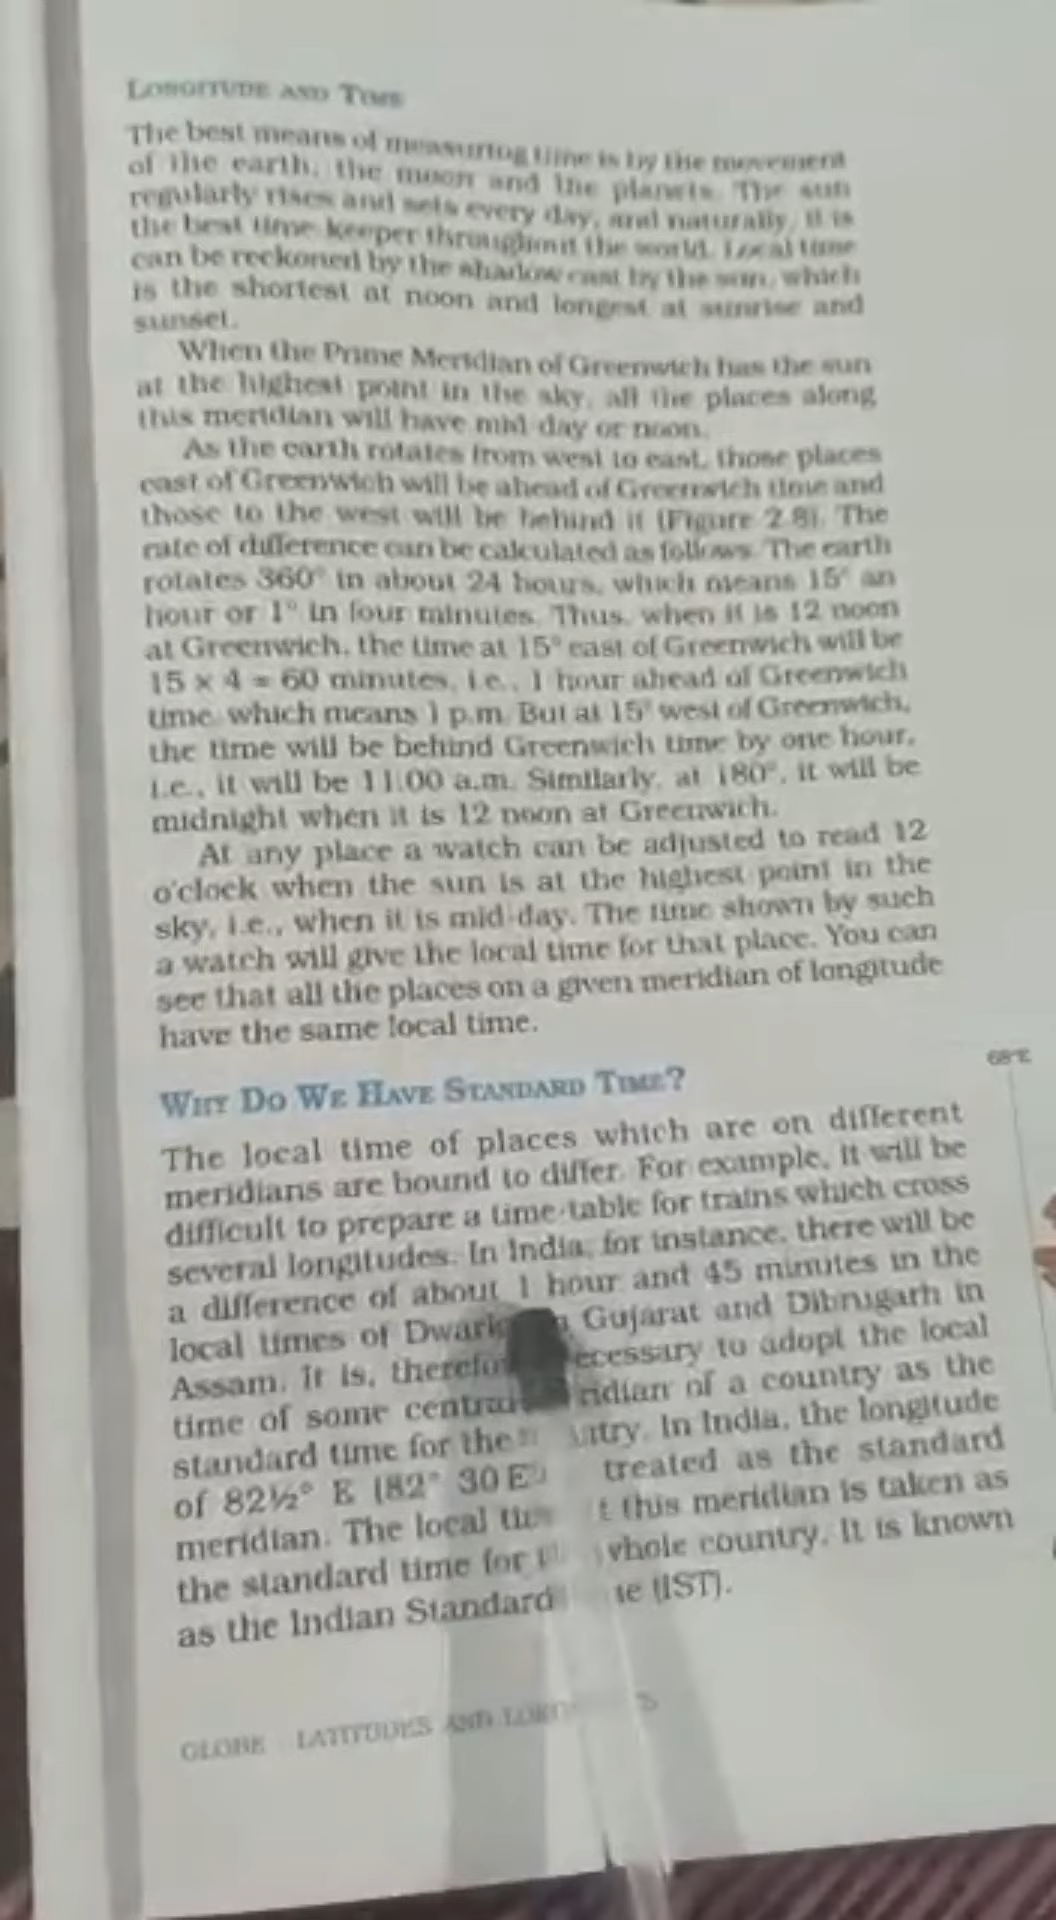 LONGITUDE AND TIME
The best means of measuring time is by the movement
of the earth, the moon and the planets. The sun
regularly rises and sets every day, and naturally, it is
the best time-keeper throughout the world. Local time
can be reckoned by the shadow cast by the sun, which
is the shortest at noon and longest at sunrise and
sunset.
When the Prime Meridian of Greenwich has the sun
at the highest point in the sky, all the places along
this meridian will have mid-day or noon.
As the earth rotates from west to east, those places
east of Greenwich will be ahead of Greenwich time and
those to the west will be behind it (Figure 2.8). The
rate of difference can be calculated as follows. The earth
rotates 360° in about 24 hours, which means 15° an
hour or 1° in four minutes. Thus, when it is 12 noon
at Greenwich, the time at 15° east of Greenwich will be
15 × 4 = 60 minutes, i.e., 1 hour ahead of Greenwich
time, which means 1 p.m. But at 15° west of Greenwich,
the time will be behind Greenwich time by one hour,
i.e., it will be 11.00 a.m. Similarly, at 180°, it will be
midnight when it is 12 noon at Greenwich.
At any place a watch can be adjusted to read 12
o'clock when the sun is at the highest point in the
sky, i.e., when it is mid-day. The time shown by such
a watch will give the local time for that place. You can
see that all the places on a given meridian of longitude
have the same local time.
WHY DO WE HAVE STANDARD TIME?
68°E
The local time of places which are on different
meridians are bound to differ. For example, it will be
difficult to prepare a time-table for trains which cross
several longitudes. In India, for instance, there will be
a difference of about 1 hour and 45 minutes in the
local times of Gujarat and Dibrugarh in
Assam. It is, to adopt the local
time of some of a country as the
standard time for the In India, the longitude
of 82½° E (82° 30 E) treated as the standard
meridian. The local this meridian is taken as
the standard time for whole country. It is known
as the Indian Standard (IST).
GLOBE : LATITUDES AND